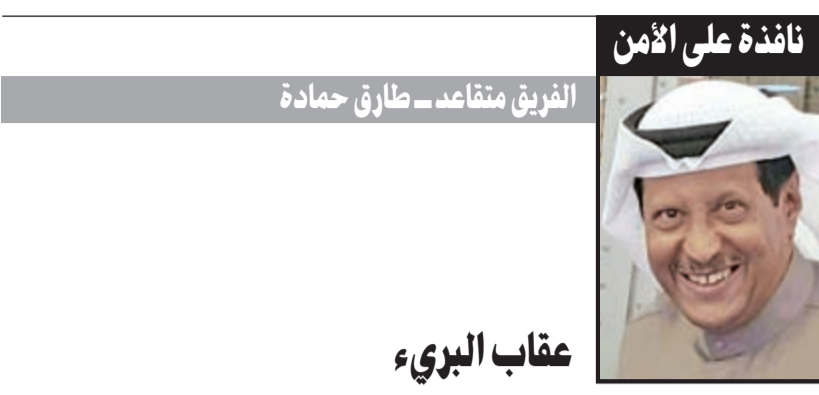 نافذة على الأمن
الفريق متقاعد ـ طارق حمادة
عقاب البريء